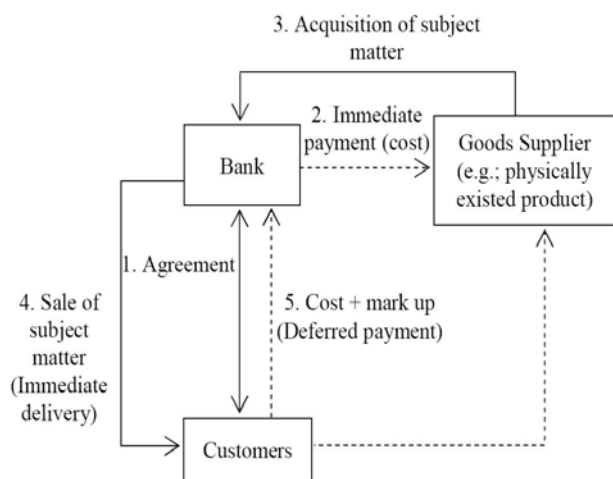 3. Acquisition of subject
matter
2. Immediate
payment (cost)
Bank
Goods Supplier
(e.g.; physically
existed product)
1. Agreement
4. Sale of
subject
matter
(Immediate
delivery)
5. Cost + mark up
(Deferred payment)
Customers